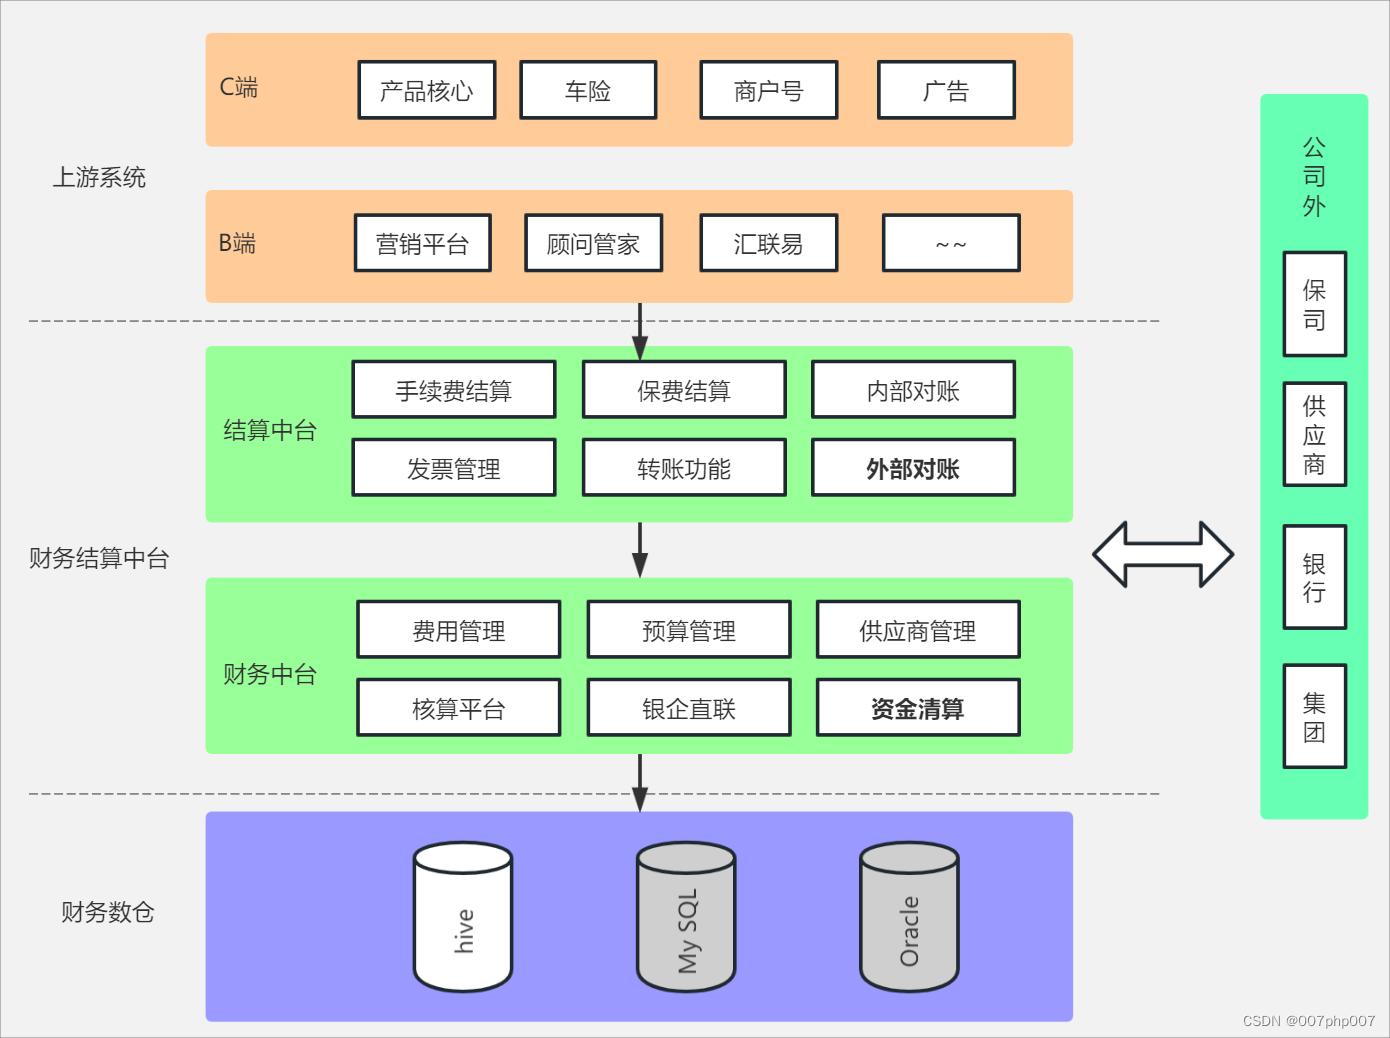 C端
产品核心
车险
商户号
广告
上游系统
B端
营销平台
顾问管家
汇联易
~~
结算中台
手续费结算
保费结算
内部对账
发票管理
转账功能
外部对账
财务结算中台
财务中台
费用管理
预算管理
供应商管理
核算平台
银企直联
资金清算
财务数仓
hive
My SQL
Oracle
公司外
保司
供应商
银行
集团
CSDN @007php007